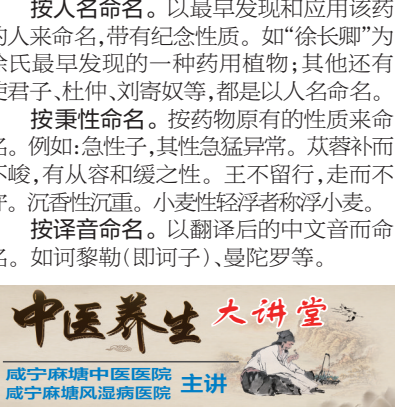 按人名命名。以最早发现和应用该药
的人来命名,带有纪念性质。如“徐长卿”为
徐氏最早发现的一种药用植物;其他还有
使君子、杜仲、刘寄奴等,都是以人名命名。
按秉性命名。按药物原有的性质来命
名。例如:急性子,其性急猛异常。苁蓉补而
不峻,有从容和缓之性。王不留行,走而不
守。沉香性沉重。小麦性轻浮者称浮小麦。
按译音命名。以翻译后的中文音而命
名。如诃黎勒(即诃子)、曼陀罗等。
中医养生大讲堂
咸宁麻塘中医医院
咸宁麻塘风湿病医院 主讲